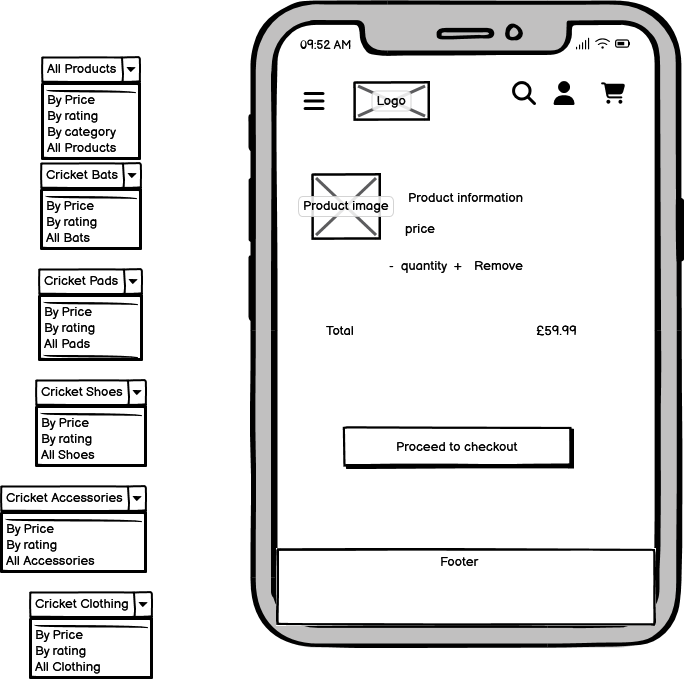 All Products
By Price
By rating
By category
All Products
Cricket Bats
By Price
By rating
All Bats
Cricket Pads
By Price
By rating
All Pads
Cricket Shoes
By Price
By rating
All Shoes
Cricket Accessories
By Price
By rating
All Accessories
Cricket Clothing
By Price
By rating
All Clothing
09:52 AM
Logo
Product image
Product information
price
- quantity + Remove
Total £59.99
Proceed to checkout
Footer